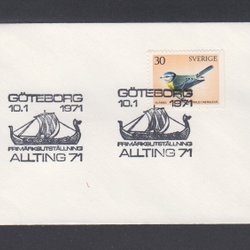 GÖTEBORG
10.1 1971
FRIMÄRKSUTSTÄLLNING
ALLTING 71
30 SVERIGE
GÖTEBORG
10.1 1971
FRIMÄRKSUTSTÄLLNING
ALLTING 71